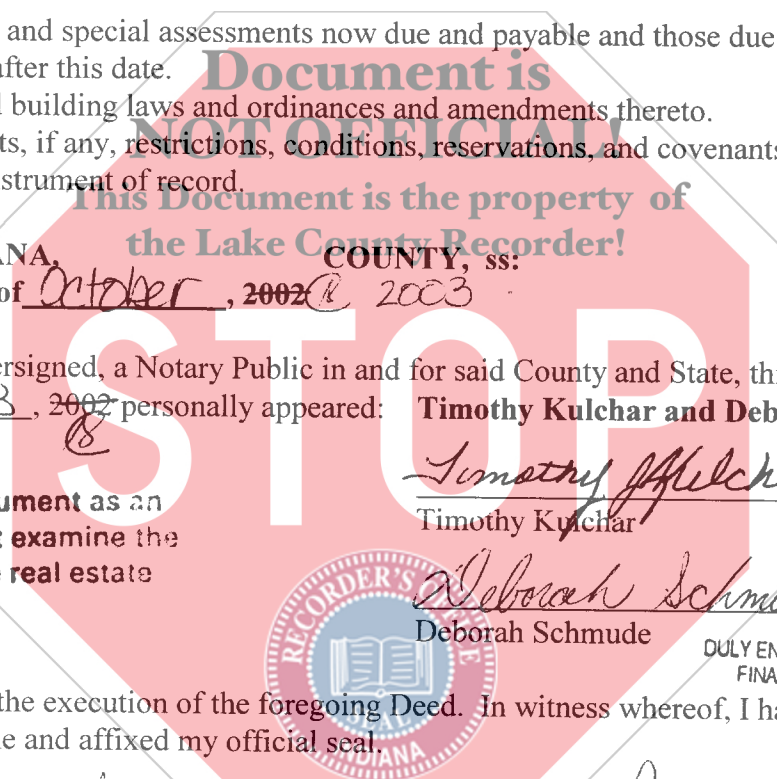 and special assessments now due and payable and those due
after this date.
Document is
building laws and ordinances and amendments thereto.
NOT OFFICIAL!
ts, if any, restrictions, conditions, reservations, and covenants
strument of record.
This Document is the property of
the Lake County Recorder!
ANA, COUNTY, ss:
of October, 2002 2003
STOP
ersigned, a Notary Public in and for said County and State, thi
3, 2002 personally appeared: Timothy Kulchar and Deb
Timothy J Kulch
ument as an
Timothy Kulchar
examine the
real estate
Deborah Schmu
Deborah Schmude
DULY EN
FINA
RECORDER'S OFFICE
SEAL
INDIANA
the execution of the foregoing Deed. In witness whereof, I ha
e and affixed my official seal.